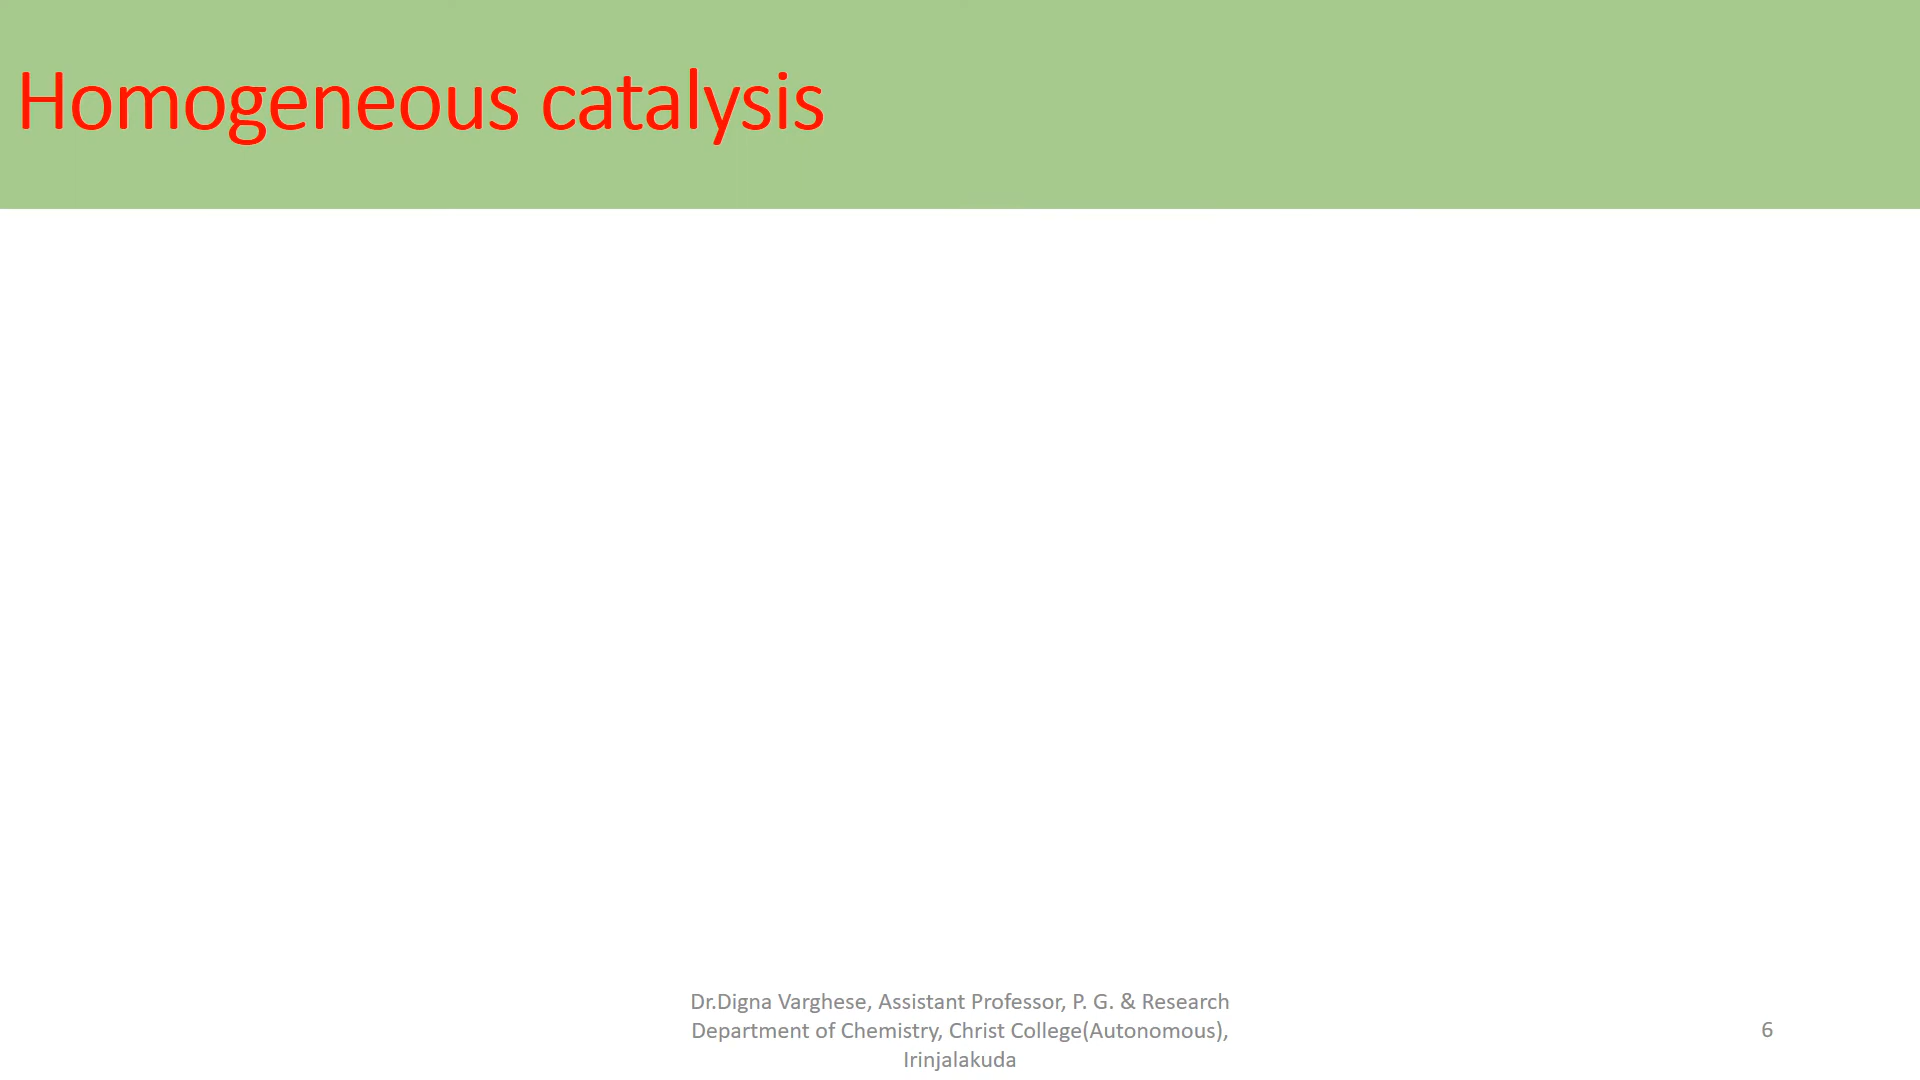 Homogeneous catalysis
Dr.Digna Varghese, Assistant Professor, P. G. & Research
Department of Chemistry, Christ College(Autonomous),
Irinjalakuda
6